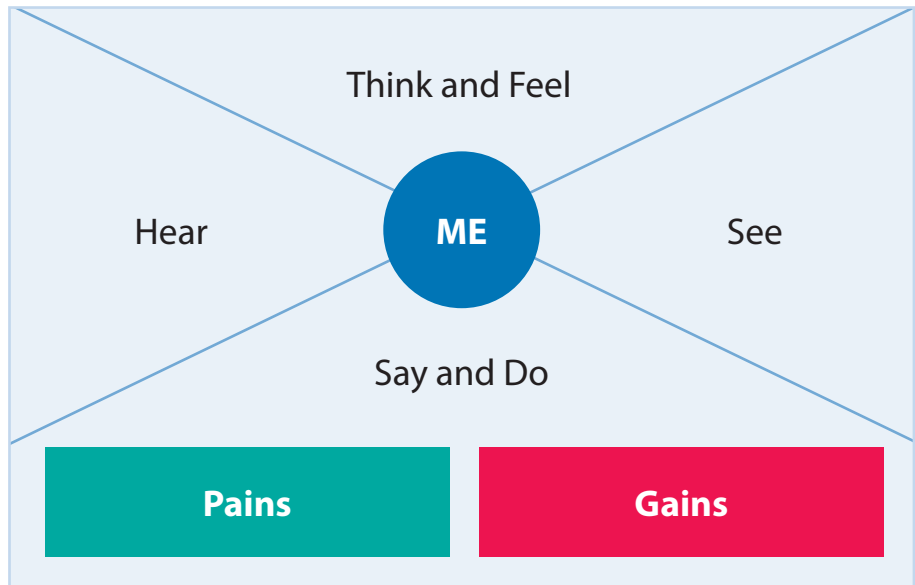 Think and Feel
Hear
ME
See
Say and Do
Pains
Gains